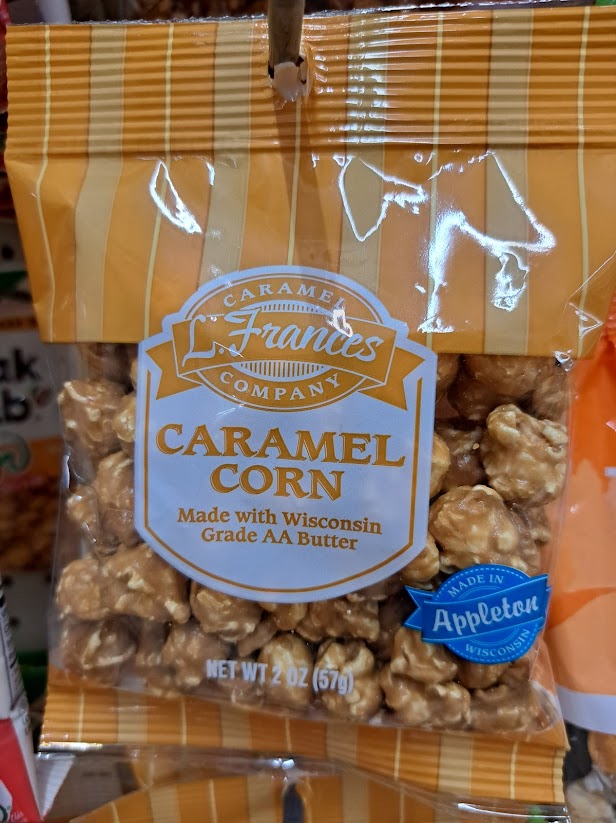 CARAMEL
L. Frances
COMPANY
CARAMEL
CORN
Made with Wisconsin
Grade AA Butter
MADE IN
Appleton
WISCONSIN
NET WT 2 OZ (57g)